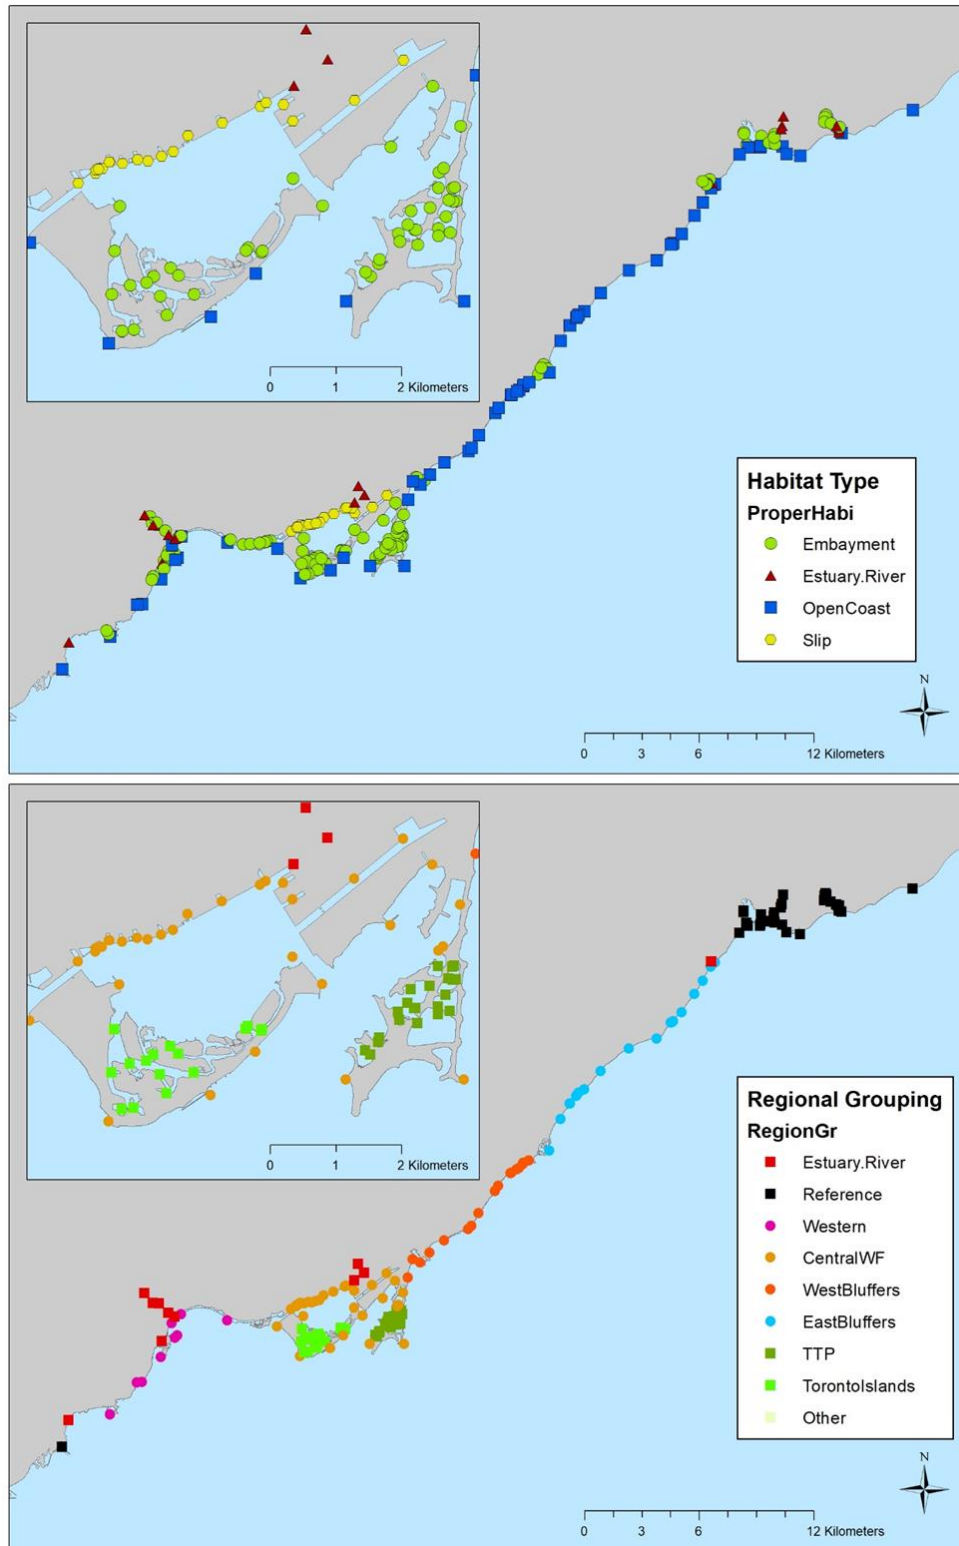 0 1 2 Kilometers
Habitat Type
ProperHabi
Embayment
Estuary.River
OpenCoast
Slip
N
0 3 6 12 Kilometers
0 1 2 Kilometers
Regional Grouping
RegionGr
Estuary.River
Reference
Western
CentralWF
WestBluffers
EastBluffers
TTP
TorontoIslands
Other
N
0 3 6 12 Kilometers